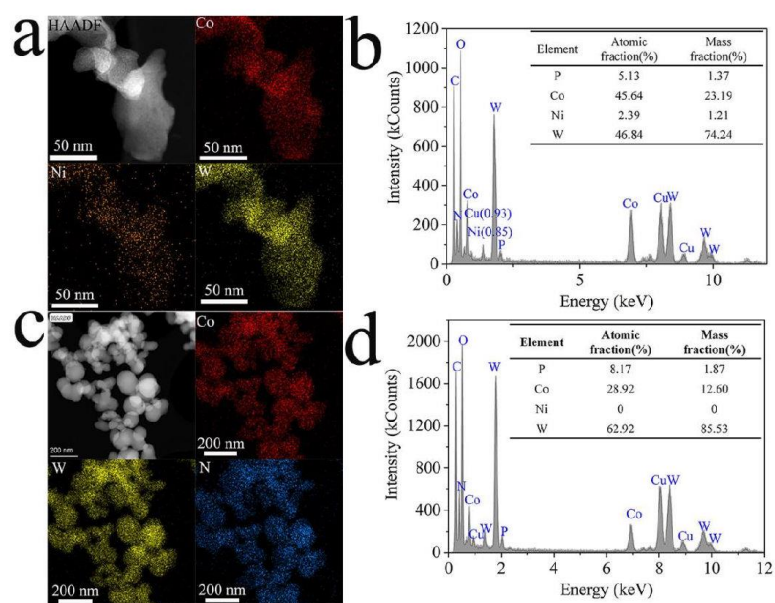 a
HAADF
Co
50 nm
50 nm
Ni
W
50 nm
50 nm
b
Intensity (kCounts)
1200
1000
800
600
400
200
0
C
O
W
N
Co
Cu(0.93)
Ni(0.85)
P
Co
Cu
W
Cu
W
W
5
10
Energy (keV)
Element Atomic fraction(%) Mass fraction(%)
P 5.13 1.37
Co 45.64 23.19
Ni 2.39 1.21
W 46.84 74.24
c
Co
200 nm
200 nm
W
N
200 nm
200 nm
d
Intensity (kCounts)
2000
1600
1200
800
400
0
C
O
W
N
Co
Cu
W
P
Co
Cu
W
Cu
W
W
0 2 4 6 8 10 12
Energy (keV)
Element Atomic fraction(%) Mass fraction(%)
P 8.17 1.87
Co 28.92 12.60
Ni 0 0
W 62.92 85.53